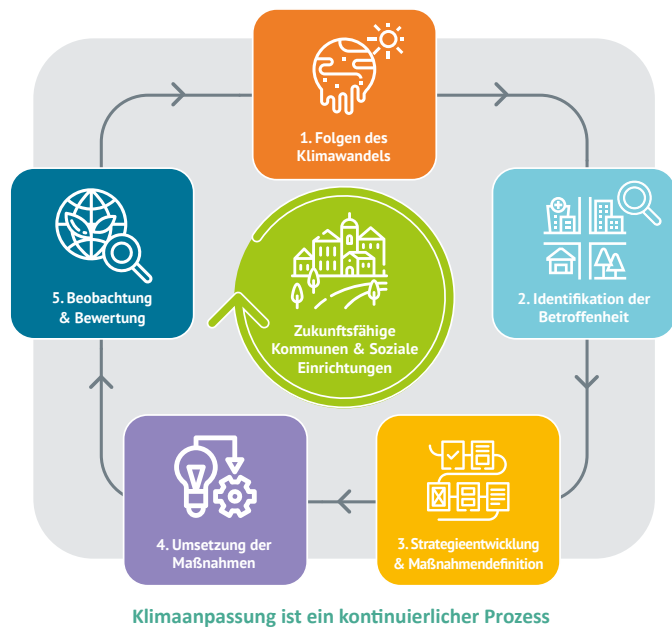 1. Folgen des
Klimawandels
2. Identifikation der
Betroffenheit
3. Strategieentwicklung
& Maßnahmendefinition
4. Umsetzung der
Maßnahmen
5. Beobachtung
& Bewertung
Zukunftsfähige
Kommunen & Soziale
Einrichtungen
Klimaanpassung ist ein kontinuierlicher Prozess